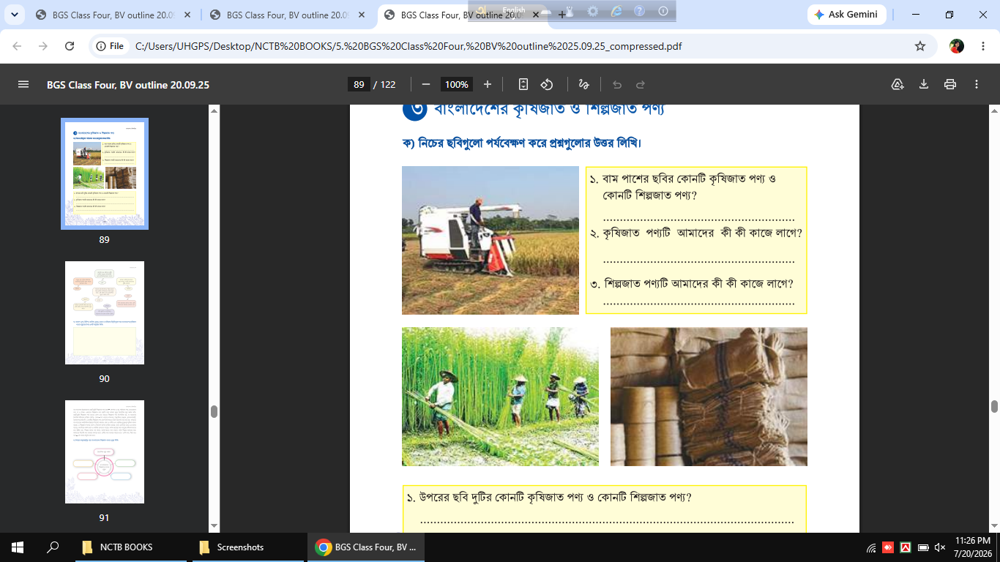 BGS Class Four, BV outline 20.09
BGS Class Four, BV outline 20.09
BGS Class Four, BV outline 20.0
English
Ask Gemini
File
C:/Users/UHGPS/Desktop/NCTB%20BOOKS/5.%20BGS%20Class%20Four,%20BV%20outline%2025.09.25_compressed.pdf
BGS Class Four, BV outline 20.09.25
89 / 122
100%
৩ বাংলাদেশের কৃষিজাত ও শিল্পজাত পণ্য
ক) নিচের ছবিগুলো পর্যবেক্ষণ করে প্রশ্নগুলোর উত্তর লিখি।
১. বাম পাশের ছবির কোনটি কৃষিজাত পণ্য ও
কোনটি শিল্পজাত পণ্য?
২. কৃষিজাত পণ্যটি আমাদের কী কী কাজে লাগে?
৩. শিল্পজাত পণ্যটি আমাদের কী কী কাজে লাগে?
১. উপরের ছবি দুটির কোনটি কৃষিজাত পণ্য ও কোনটি শিল্পজাত পণ্য?
89
90
91
NCTB BOOKS
Screenshots
BGS Class Four, BV ...
11:26 PM
7/20/2026